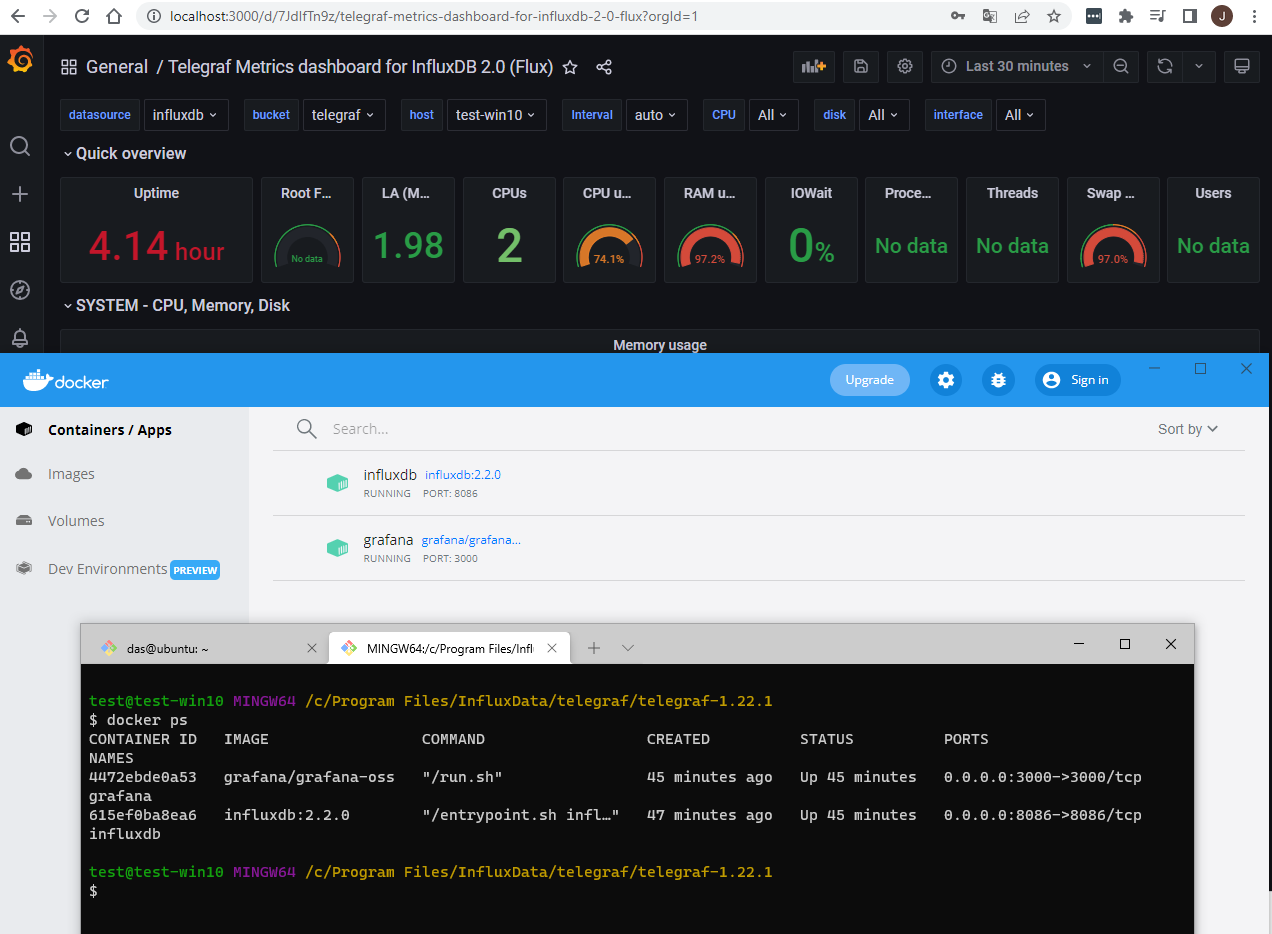 localhost:3000/d/7JdIfTn9z/telegraf-metrics-dashboard-for-influxdb-2-0-flux?orgId=1
J
General / Telegraf Metrics dashboard for InfluxDB 2.0 (Flux)
Last 30 minutes
datasource influxdb bucket telegraf host test-win10 Interval auto CPU All disk All interface All
Quick overview
Uptime Root F... LA (M... CPUs CPU u... RAM u... IOWait Proce... Threads Swap ... Users
4.14 hour No data 1.98 2 74.1% 97.2% 0% No data No data 97.0% No data
SYSTEM - CPU, Memory, Disk
Memory usage
docker Upgrade Sign in
Containers / Apps
Images
Volumes
Dev Environments PREVIEW
Search... Sort by
influxdb influxdb:2.2.0
RUNNING PORT: 8086
grafana grafana/grafana...
RUNNING PORT: 3000
das@ubuntu: ~ MINGW64:/c/Program Files/Infl
test@test-win10 MINGW64 /c/Program Files/InfluxData/telegraf/telegraf-1.22.1
$ docker ps
CONTAINER ID IMAGE COMMAND CREATED STATUS PORTS
NAMES
4472ebde0a53 grafana/grafana-oss "/run.sh" 45 minutes ago Up 45 minutes 0.0.0.0:3000->3000/tcp
grafana
615ef0ba8ea6 influxdb:2.2.0 "/entrypoint.sh infl…" 47 minutes ago Up 45 minutes 0.0.0.0:8086->8086/tcp
influxdb
test@test-win10 MINGW64 /c/Program Files/InfluxData/telegraf/telegraf-1.22.1
$